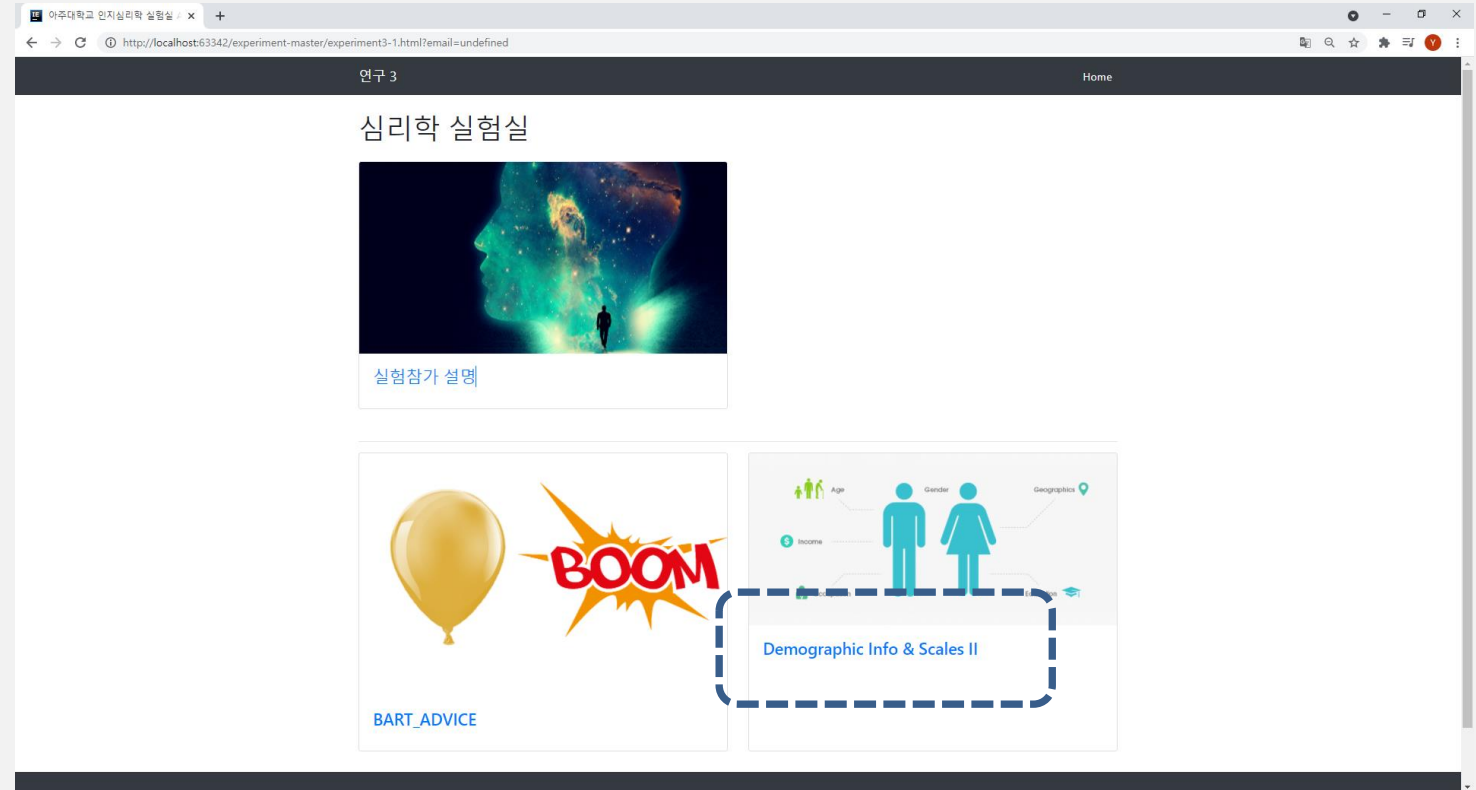 아주대학교 인지심리학 실험실
http://localhost:63342/experiment-master/experiment3-1.html?email=undefined
Y
연구 3
Home
심리학 실험실
실험참가 설명
BOOM
Age
Gender
Geographics
Income
BART_ADVICE
Demographic Info & Scales II